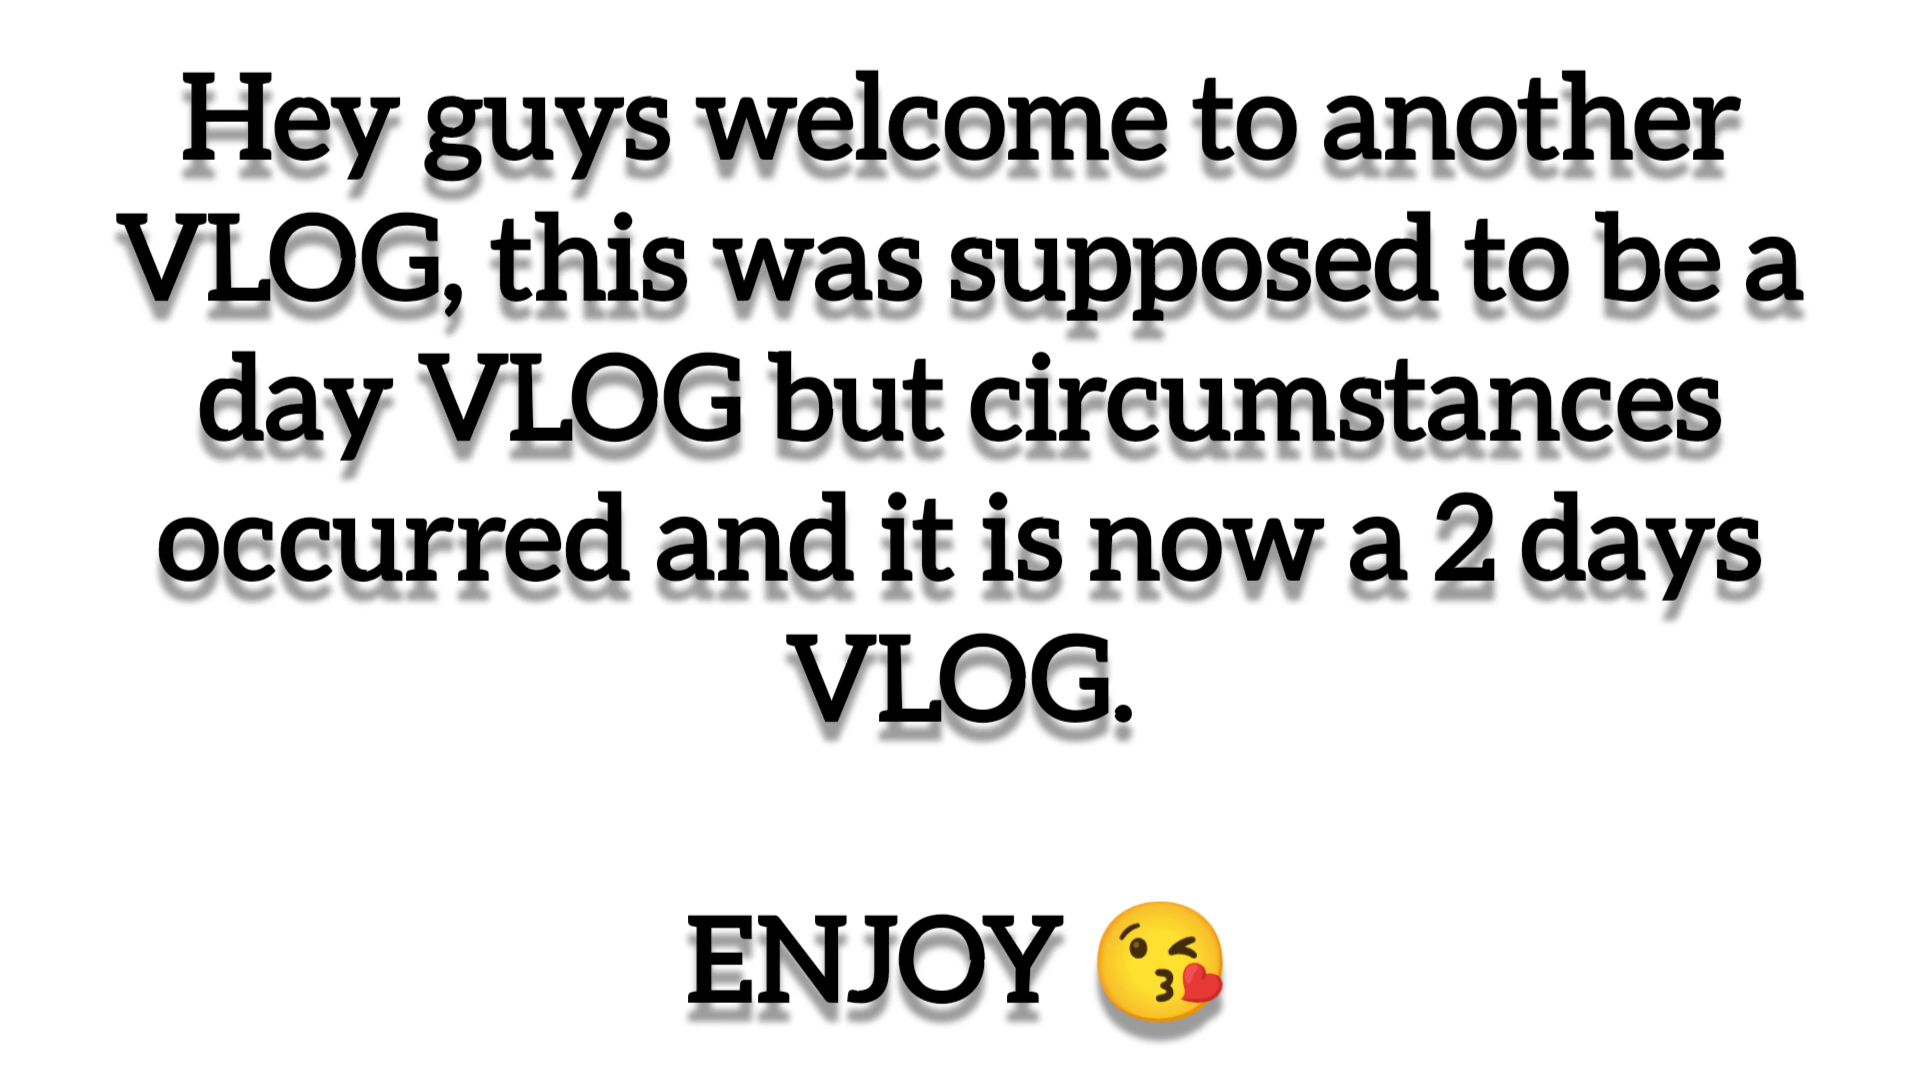 Hey guys welcome to another
VLOG, this was supposed to be a
day VLOG but circumstances
occurred and it is now a 2 days
VLOG.
ENJOY 😘